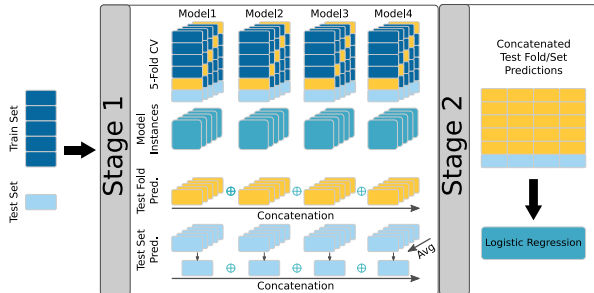 Model1 Model2 Model3 Model4
Train Set
Test Set
Stage 1
5-Fold CV
Model
Instances
Test Fold
Pred.
Concatenation
Test Set
Pred.
Avg
Concatenation
Stage 2
Concatenated
Test Fold/Set
Predictions
Logistic Regression